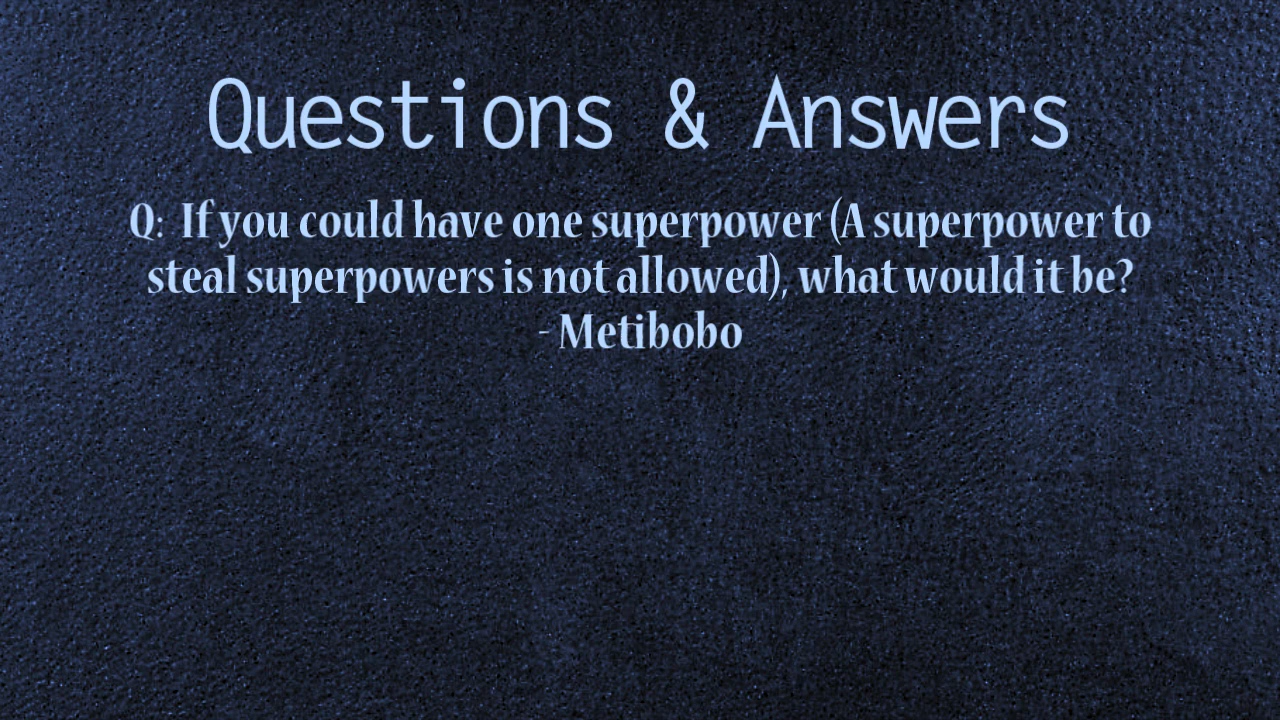 Questions & Answers
Q:  If you could have one superpower (A superpower to
steal superpowers is not allowed), what would it be?
- Metibobo